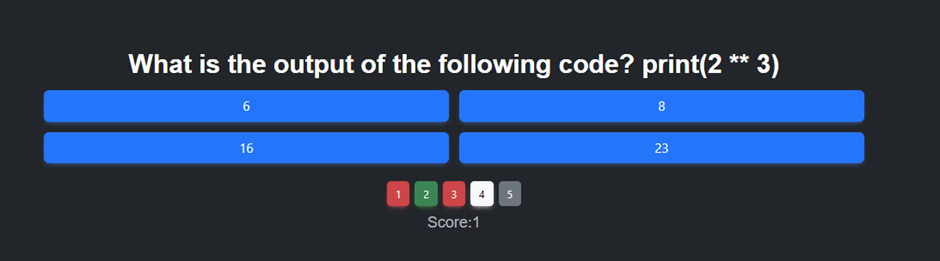 What is the output of the following code? print(2 ** 3)
6 8
16 23
1 2 3 4 5
Score:1